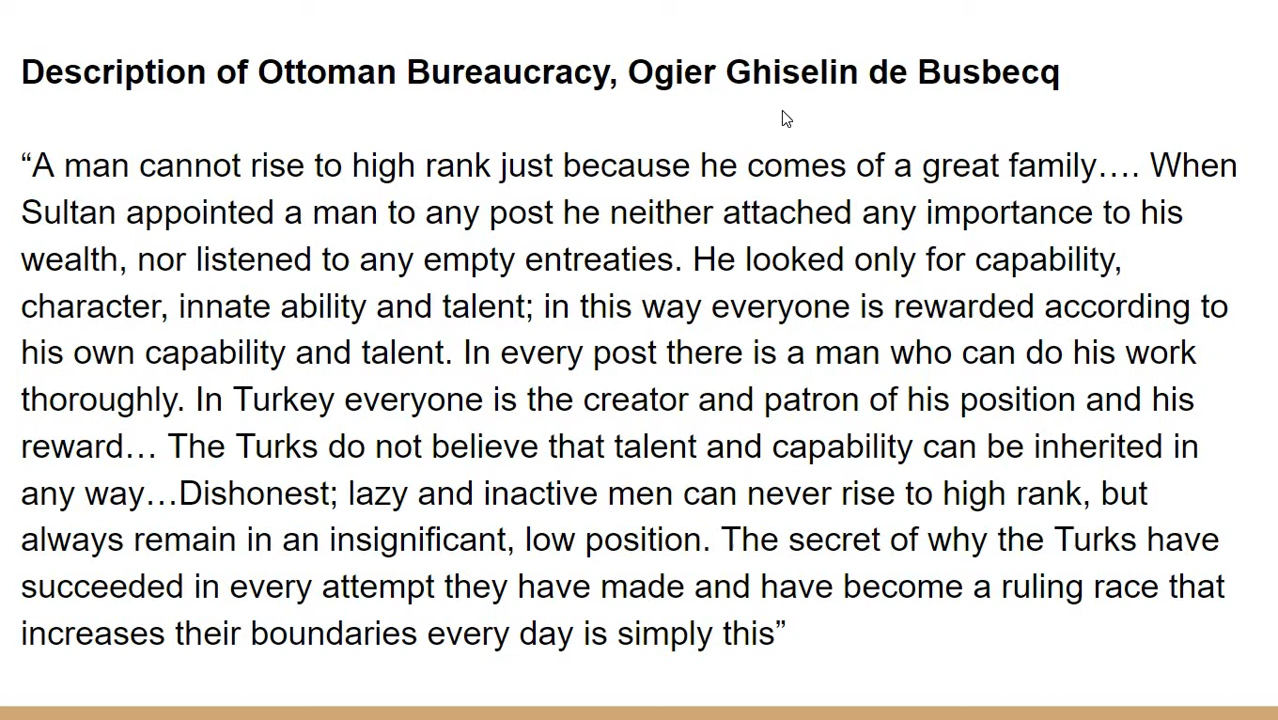 Description of Ottoman Bureaucracy, Ogier Ghiselin de Busbecq
“A man cannot rise to high rank just because he comes of a great family…. When
Sultan appointed a man to any post he neither attached any importance to his
wealth, nor listened to any empty entreaties. He looked only for capability,
character, innate ability and talent; in this way everyone is rewarded according to
his own capability and talent. In every post there is a man who can do his work
thoroughly. In Turkey everyone is the creator and patron of his position and his
reward… The Turks do not believe that talent and capability can be inherited in
any way…Dishonest; lazy and inactive men can never rise to high rank, but
always remain in an insignificant, low position. The secret of why the Turks have
succeeded in every attempt they have made and have become a ruling race that
increases their boundaries every day is simply this”